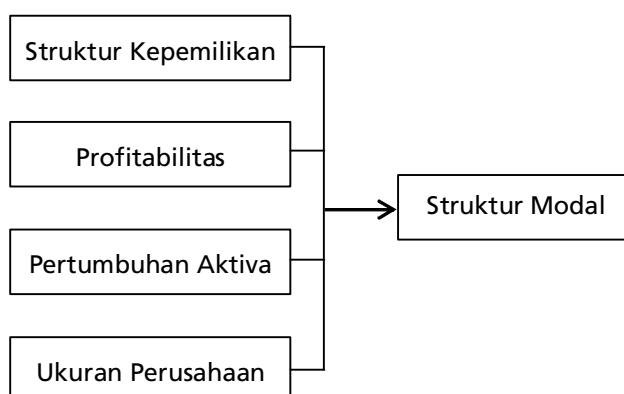 Struktur Kepemilikan
Profitabilitas
Struktur Modal
Pertumbuhan Aktiva
Ukuran Perusahaan